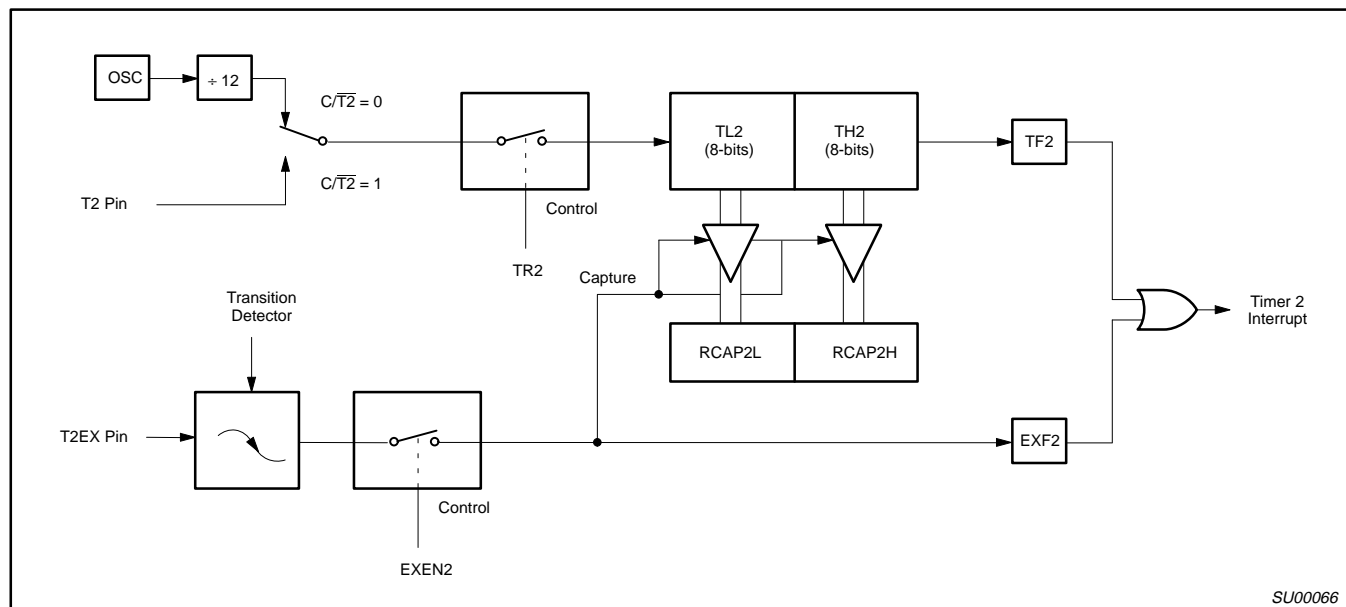 OSC
÷ 12
C/T2 = 0
C/T2 = 1
T2 Pin
Control
TR2
TL2
(8-bits)
TH2
(8-bits)
TF2
Capture
RCAP2L
RCAP2H
Timer 2
Interrupt
Transition
Detector
T2EX Pin
Control
EXEN2
EXF2
SU00066